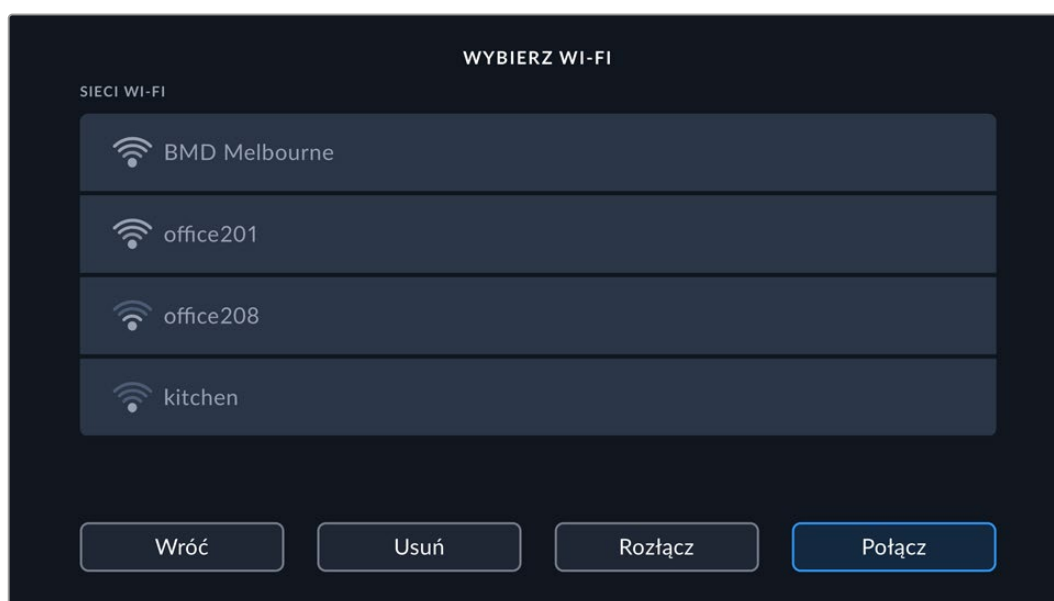 WYBIERZ WI-FI
SIECI WI-FI
BMD Melbourne
office201
office208
kitchen
Wróć Usuń Rozłącz Połącz